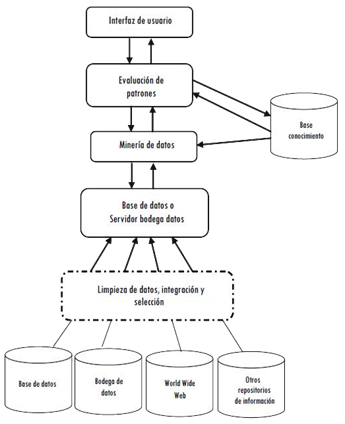 Interfaz de usuario
Evaluación de
patrones
Base
conocimiento
Minería de datos
Base de datos o
Servidor bodega datos
Limpieza de datos, integración y
selección
Base de datos
Bodega de
datos
World Wide
Web
Otros
repositorios
de información